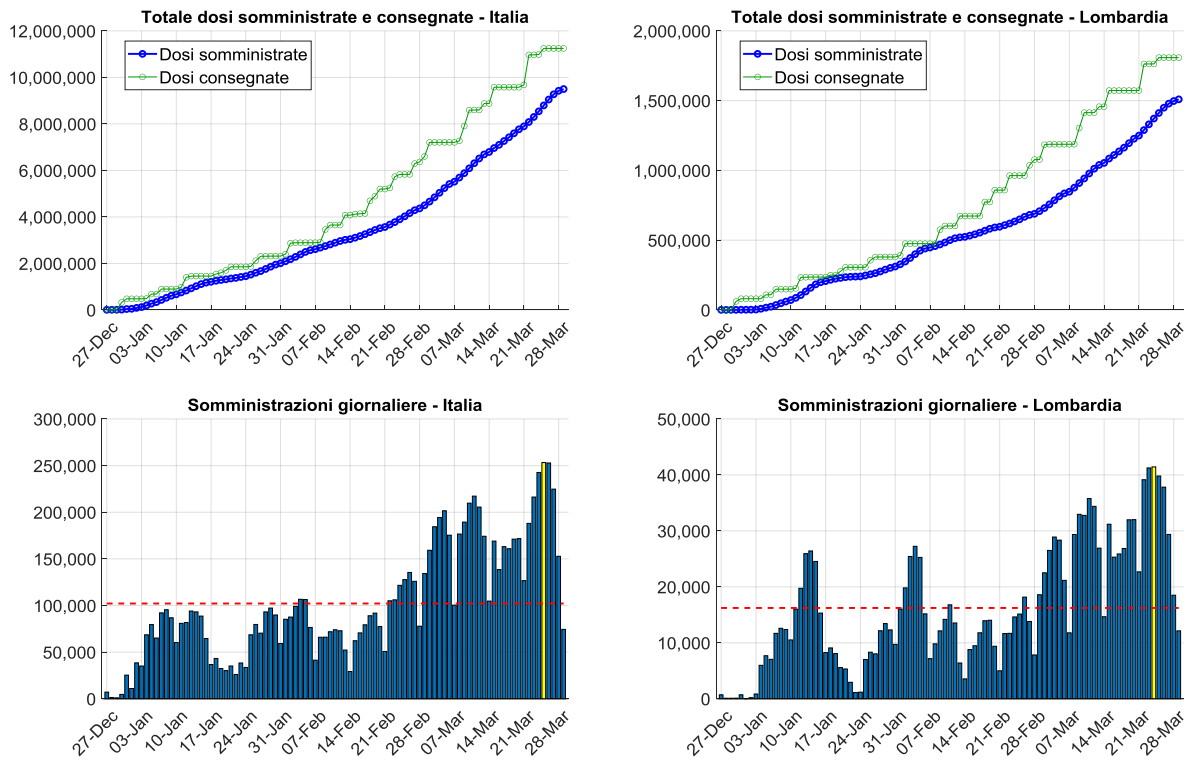 Totale dosi somministrate e consegnate - Italia
12,000,000
10,000,000
8,000,000
6,000,000
4,000,000
2,000,000
0
Dosi somministrate
Dosi consegnate
27-Dec
03-Jan
10-Jan
17-Jan
24-Jan
31-Jan
07-Feb
14-Feb
21-Feb
28-Feb
07-Mar
14-Mar
21-Mar
28-Mar
Totale dosi somministrate e consegnate - Lombardia
2,000,000
1,500,000
1,000,000
500,000
0
Dosi somministrate
Dosi consegnate
27-Dec
03-Jan
10-Jan
17-Jan
24-Jan
31-Jan
07-Feb
14-Feb
21-Feb
28-Feb
07-Mar
14-Mar
21-Mar
28-Mar
Somministrazioni giornaliere - Italia
300,000
250,000
200,000
150,000
100,000
50,000
0
27-Dec
03-Jan
10-Jan
17-Jan
24-Jan
31-Jan
07-Feb
14-Feb
21-Feb
28-Feb
07-Mar
14-Mar
21-Mar
28-Mar
Somministrazioni giornaliere - Lombardia
50,000
40,000
30,000
20,000
10,000
0
27-Dec
03-Jan
10-Jan
17-Jan
24-Jan
31-Jan
07-Feb
14-Feb
21-Feb
28-Feb
07-Mar
14-Mar
21-Mar
28-Mar